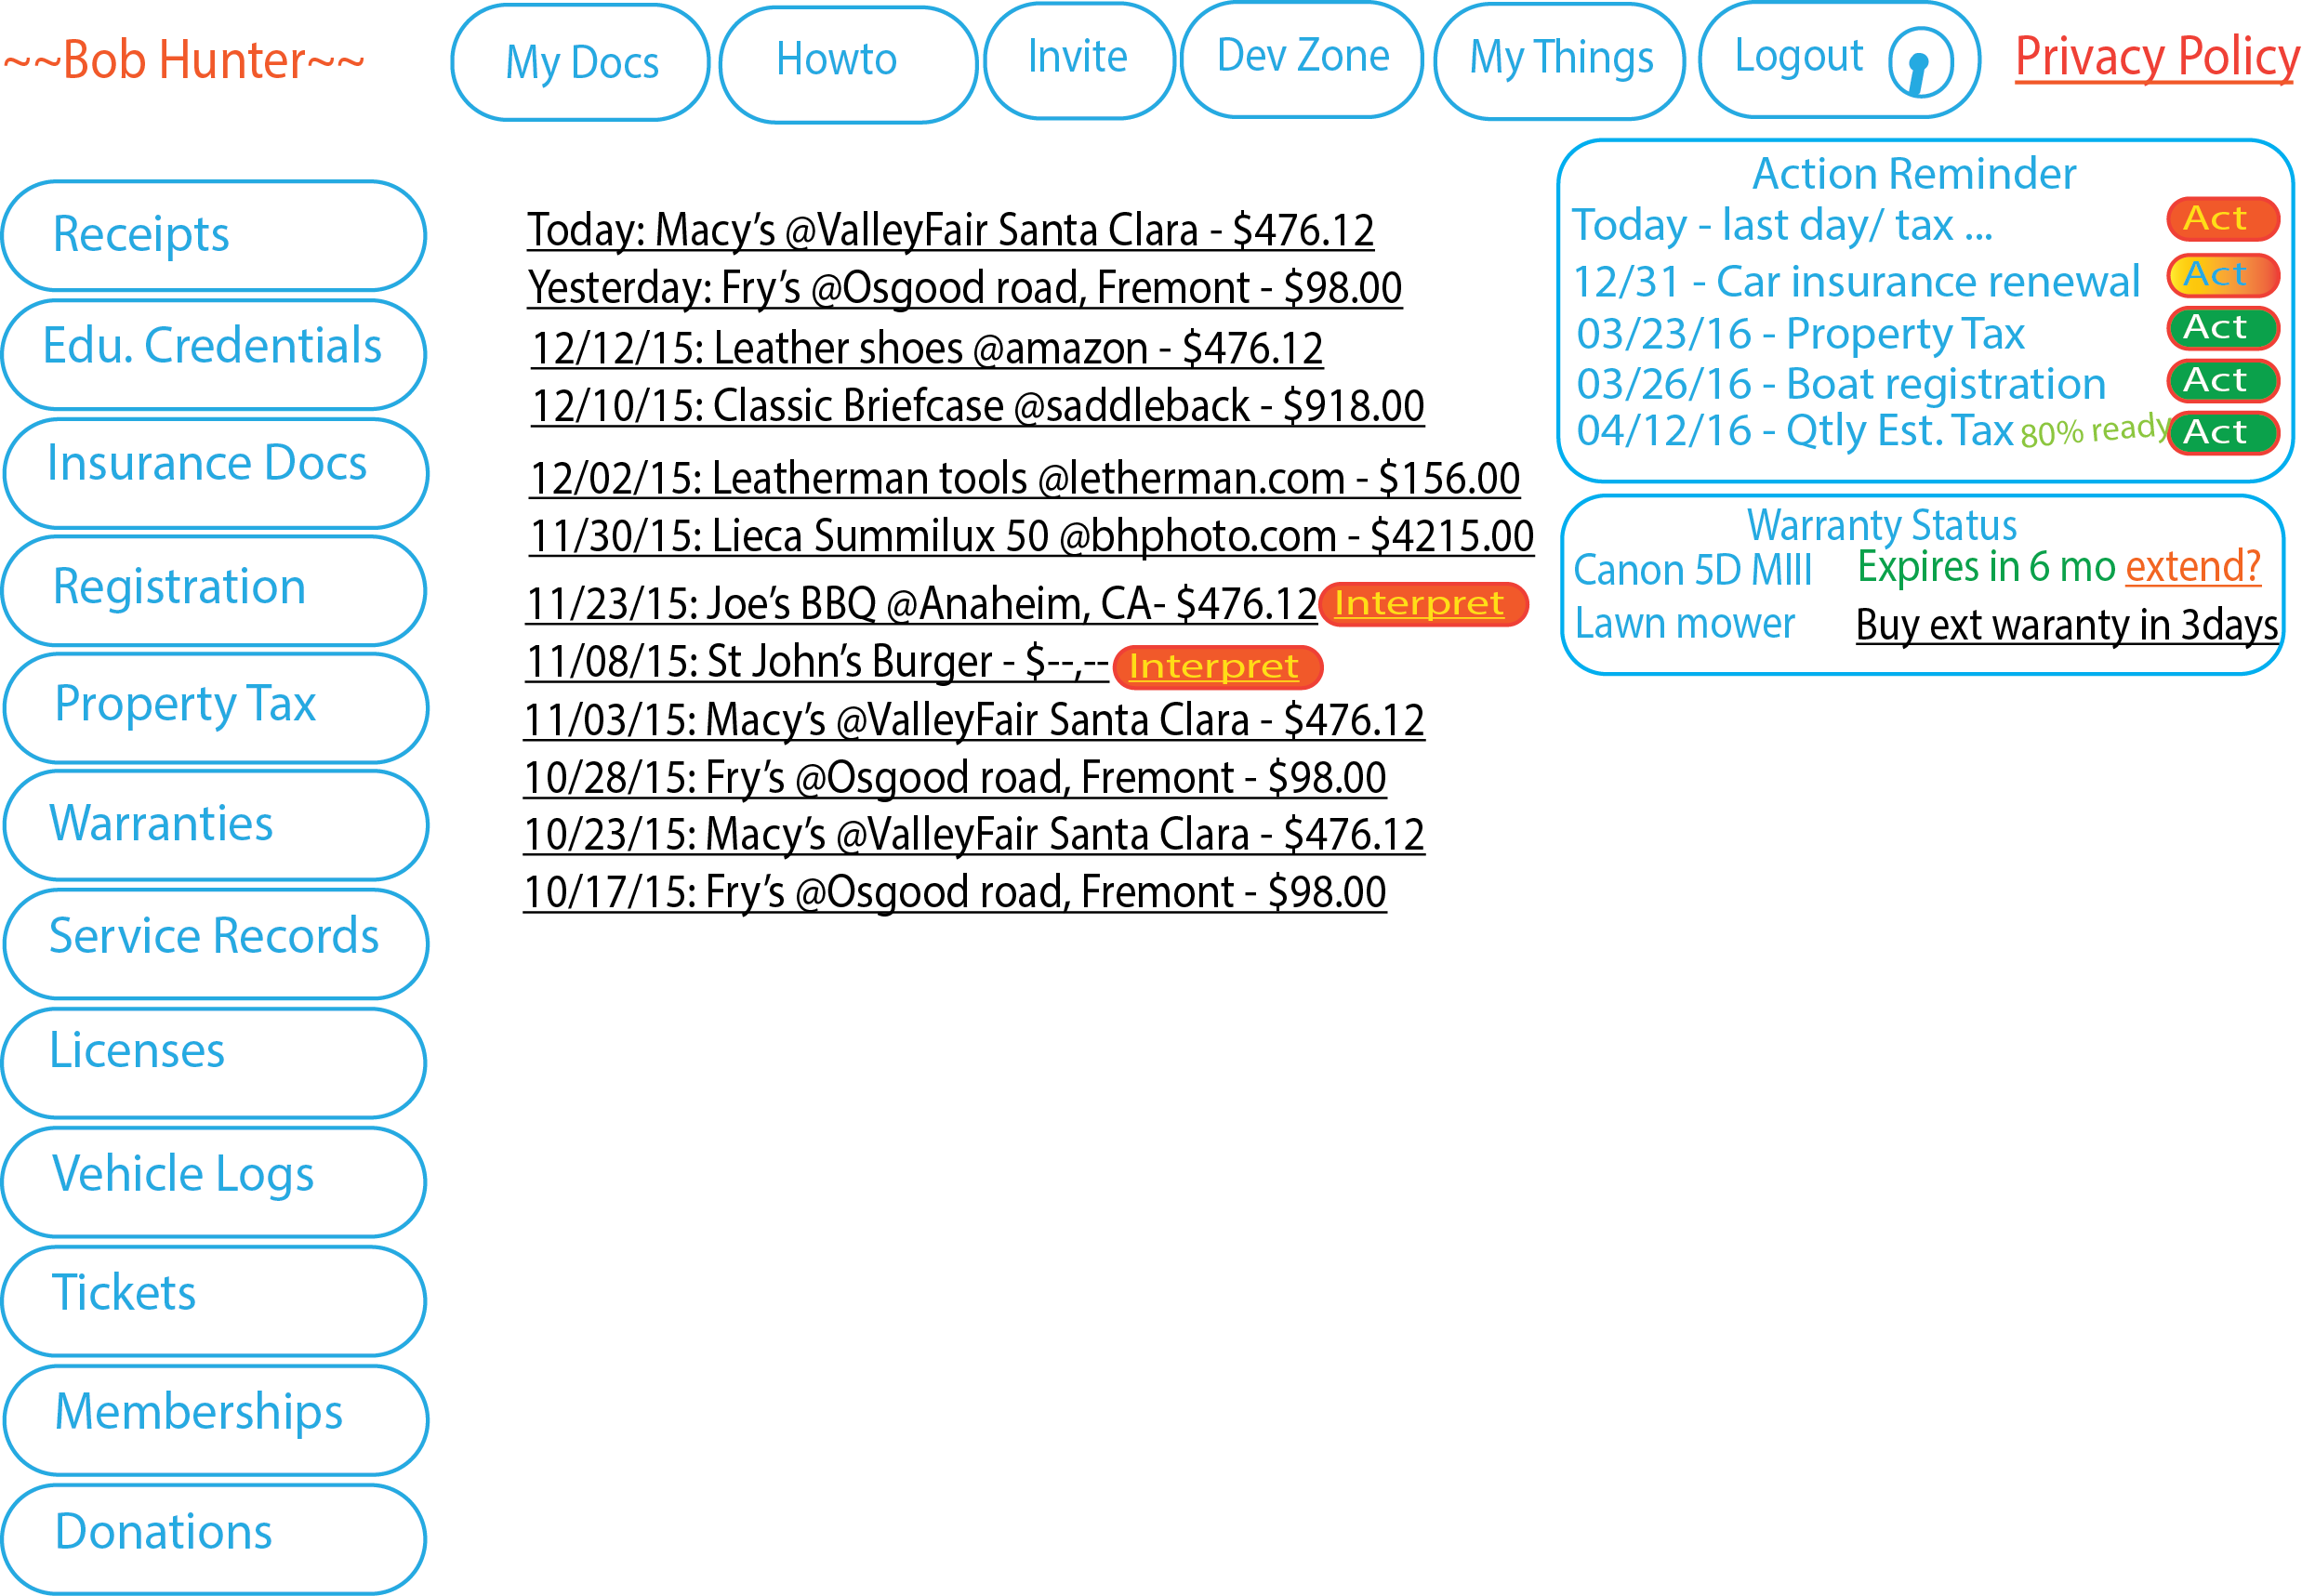 ~~Bob Hunter~~
My Docs
Howto
Invite
Dev Zone
My Things
Logout
Privacy Policy
Receipts
Edu. Credentials
Insurance Docs
Registration
Property Tax
Warranties
Service Records
Licenses
Vehicle Logs
Tickets
Memberships
Donations
Today: Macy's @ValleyFair Santa Clara - $476.12
Yesterday: Fry's @Osgood road, Fremont - $98.00
12/12/15: Leather shoes @amazon - $476.12
12/10/15: Classic Briefcase @saddleback - $918.00
12/02/15: Leatherman tools @letherman.com - $156.00
11/30/15: Lieca Summilux 50 @bhphoto.com - $4215.00
11/23/15: Joe's BBQ @Anaheim, CA- $476.12 Interpret
11/08/15: St John's Burger - $--,-- Interpret
11/03/15: Macy's @ValleyFair Santa Clara - $476.12
10/28/15: Fry's @Osgood road, Fremont - $98.00
10/23/15: Macy's @ValleyFair Santa Clara - $476.12
10/17/15: Fry's @Osgood road, Fremont - $98.00
Action Reminder
Today - last day/ tax ... Act
12/31 - Car insurance renewal Act
03/23/16 - Property Tax Act
03/26/16 - Boat registration Act
04/12/16 - Qtly Est. Tax 80% ready Act
Warranty Status
Canon 5D MIII Expires in 6 mo extend?
Lawn mower Buy ext waranty in 3days